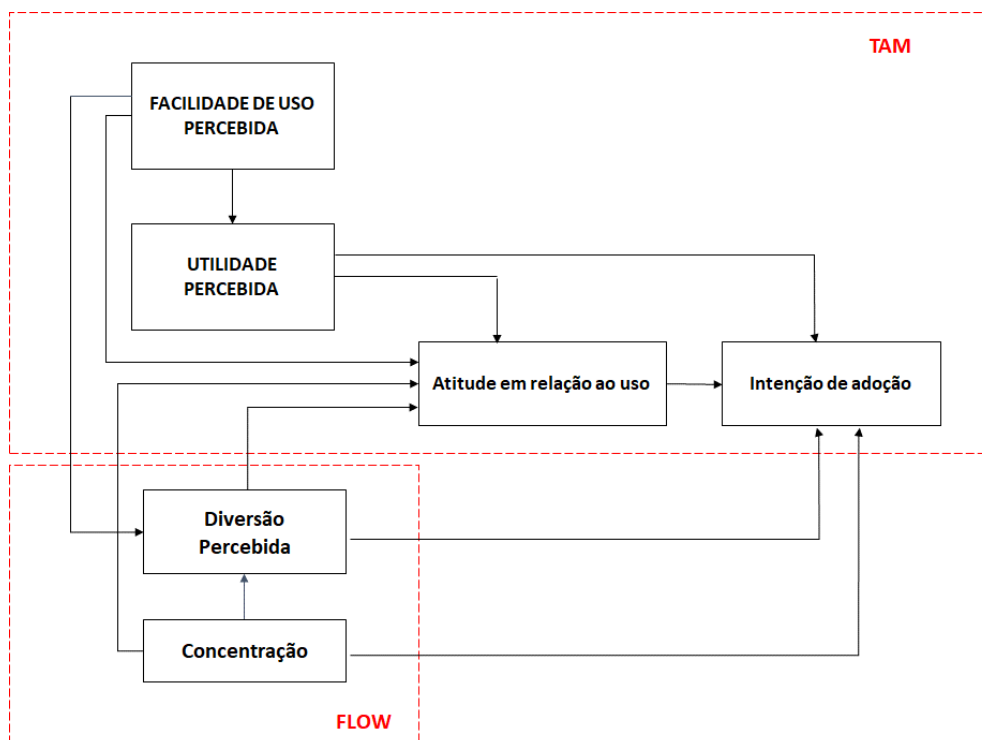 TAM
FACILIDADE DE USO
PERCEBIDA
UTILIDADE
PERCEBIDA
Atitude em relação ao uso
Intenção de adoção
Diversão
Percebida
Concentração
FLOW